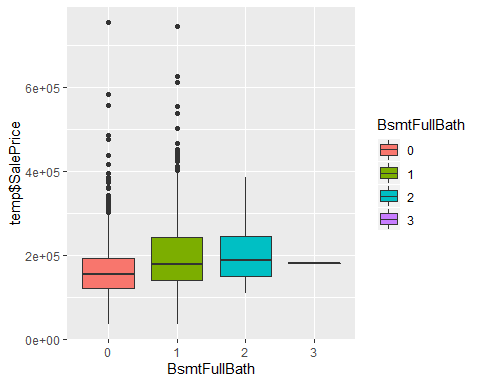 temp$SalePrice
6e+05
4e+05
2e+05
0e+00
0 1 2 3
BsmtFullBath
BsmtFullBath
0
1
2
3